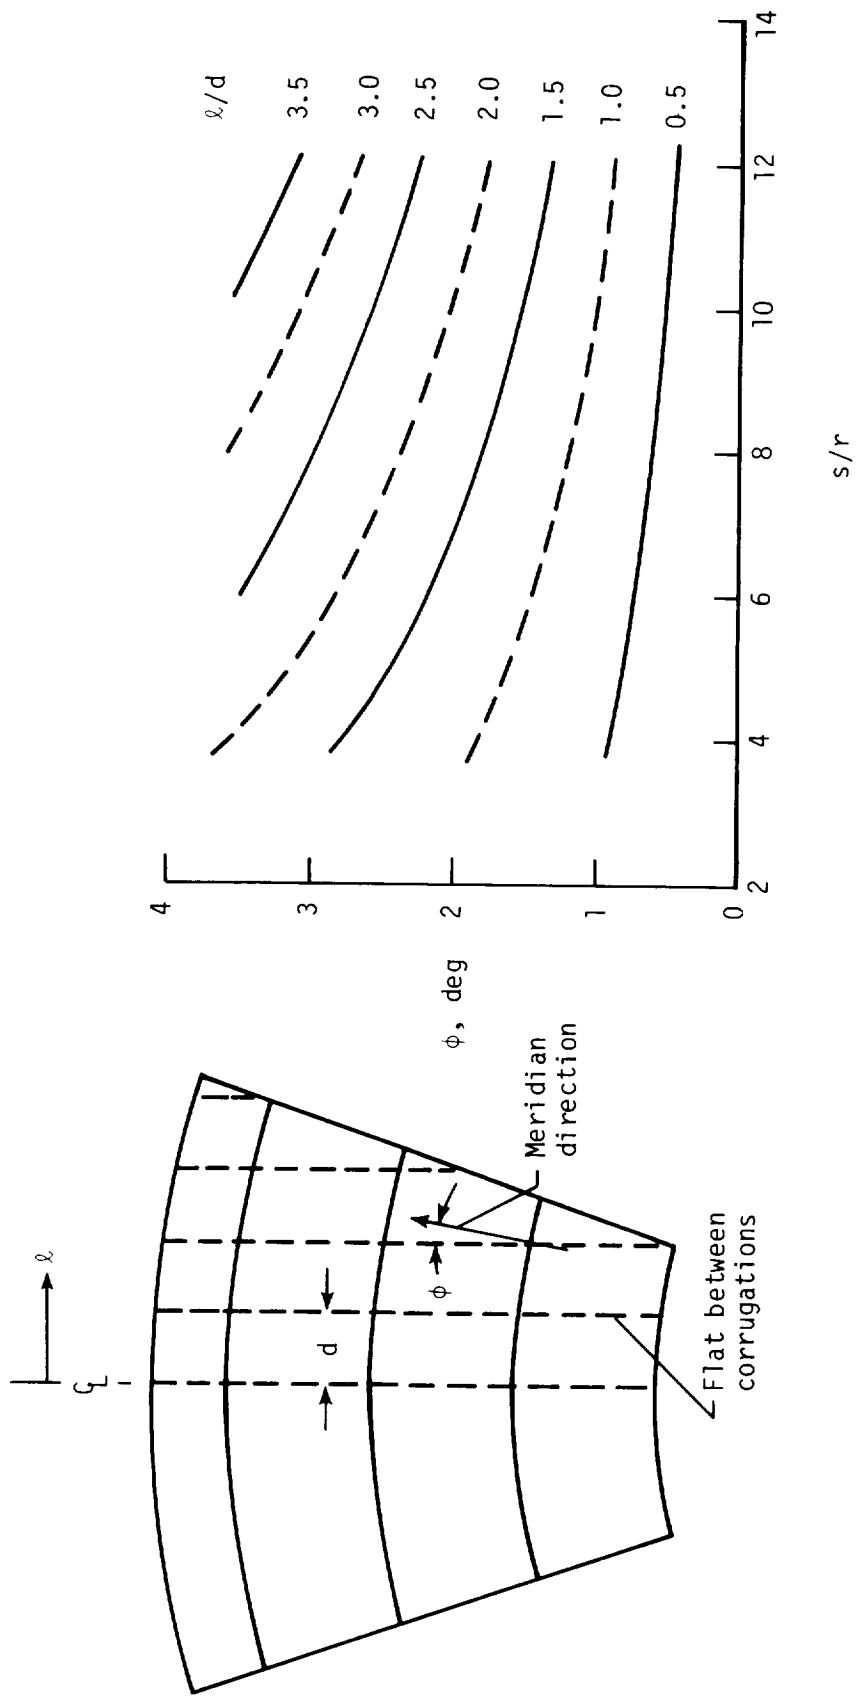 ℄
ℓ
d
ϕ
Meridian
direction
Flat between
corrugations
ϕ, deg
4
3
2
1
0
2
4
6
8
10
12
14
s/r
ℓ/d
3.5
3.0
2.5
2.0
1.5
1.0
0.5